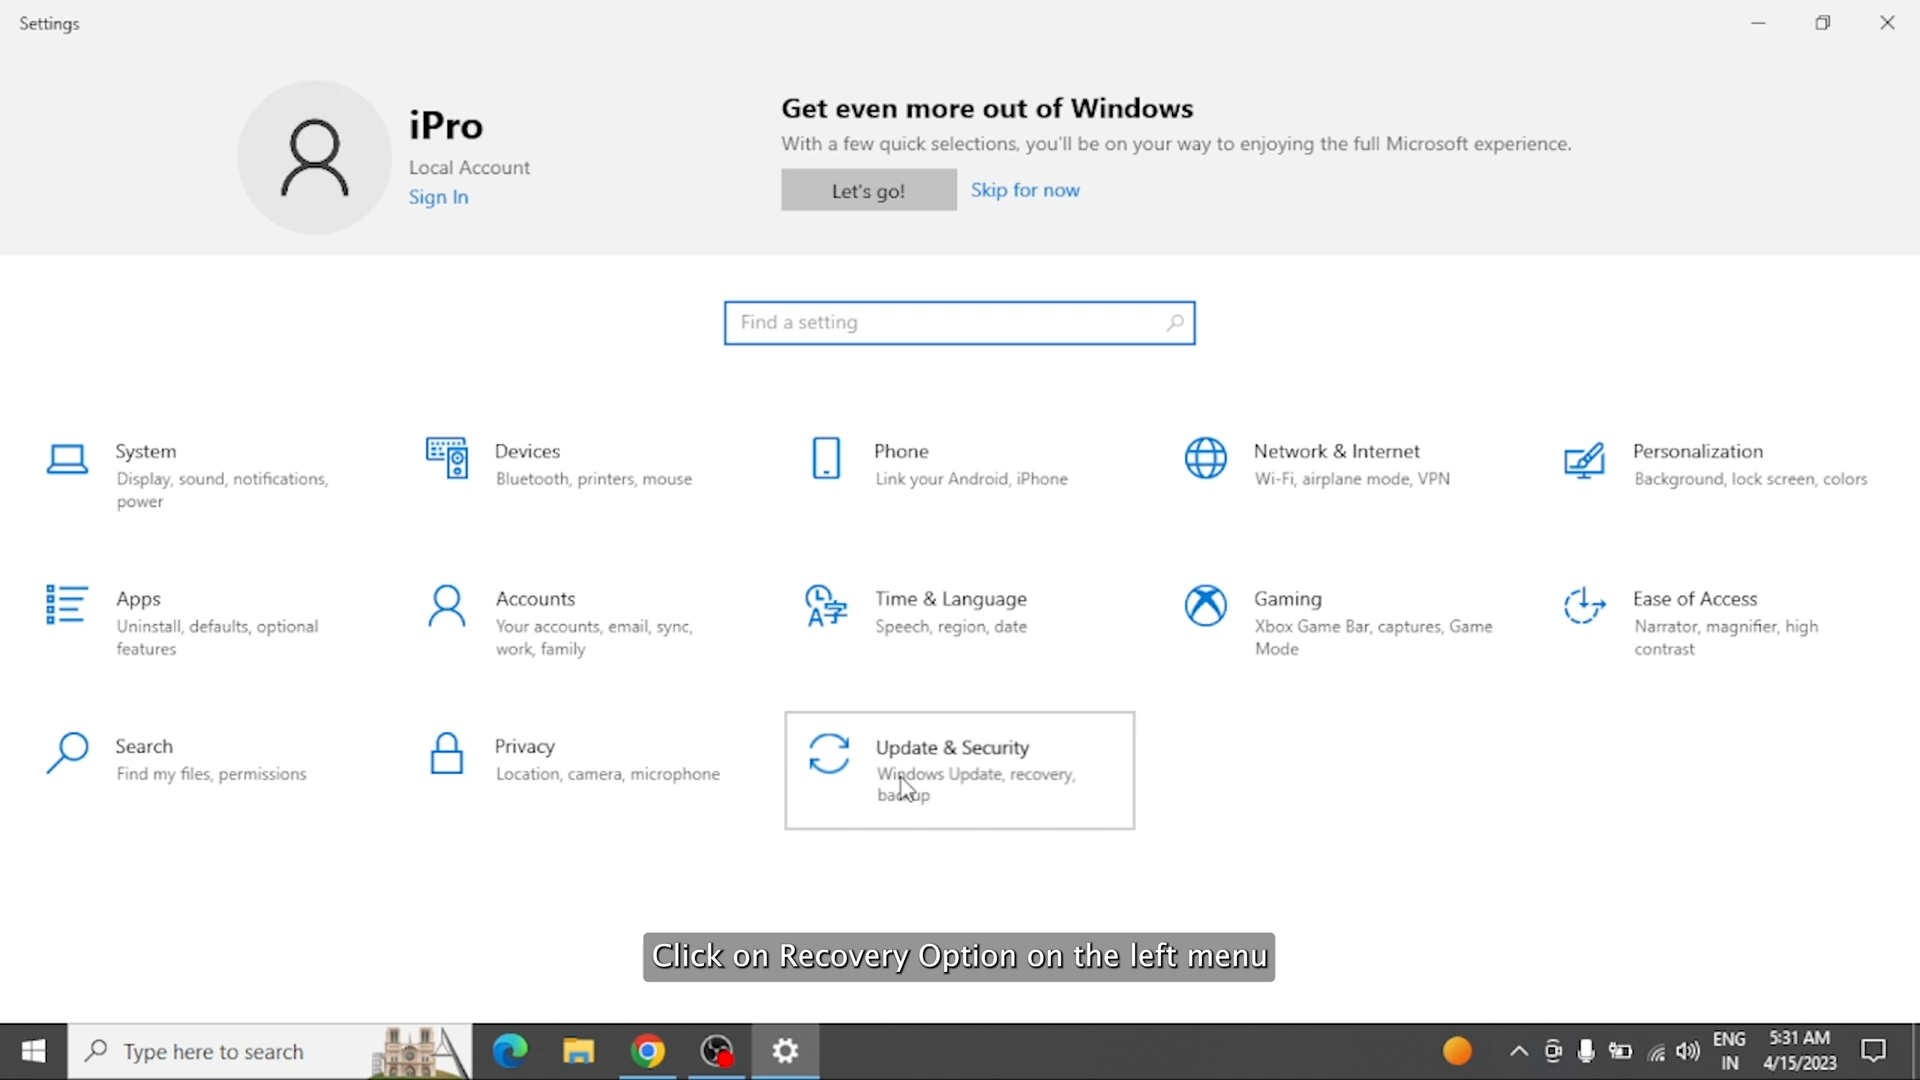 Settings
iPro
Local Account
Sign In
Get even more out of Windows
With a few quick selections, you'll be on your way to enjoying the full Microsoft experience.
Let's go!
Skip for now
Find a setting
System
Display, sound, notifications,
power
Devices
Bluetooth, printers, mouse
Phone
Link your Android, iPhone
Network & Internet
Wi-Fi, airplane mode, VPN
Personalization
Background, lock screen, colors
Apps
Uninstall, defaults, optional
features
Accounts
Your accounts, email, sync,
work, family
Time & Language
Speech, region, date
Gaming
Xbox Game Bar, captures, Game
Mode
Ease of Access
Narrator, magnifier, high
contrast
Search
Find my files, permissions
Privacy
Location, camera, microphone
Update & Security
Windows Update, recovery,
backup
Click on Recovery Option on the left menu
Type here to search
ENG
IN
5:31 AM
4/15/2023